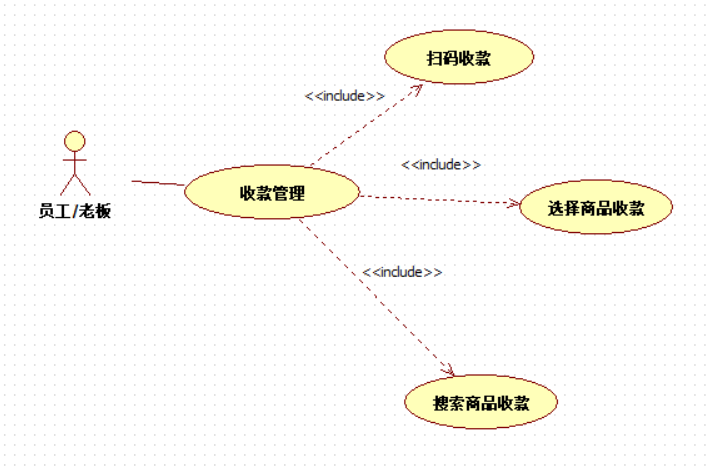 扫码收款
<<include>>
<<include>>
收款管理
选择商品收款
员工/老板
<<include>>
搜索商品收款